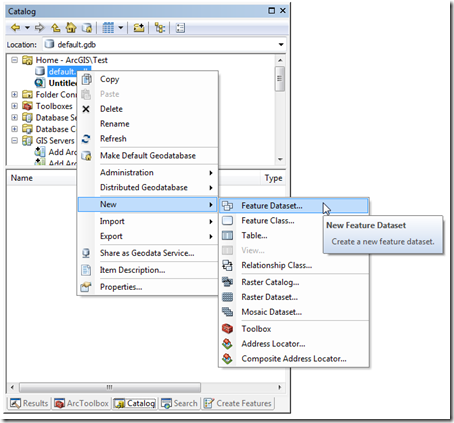 Catalog
Location: default.gdb
Home - ArcGIS\Test
default.
Untitle
Folder Conn
Toolboxes
Database Se
Database C
GIS Servers
Add Arc
Add Ar
Name Type
Copy
Paste
Delete
Rename
Refresh
Make Default Geodatabase
Administration
Distributed Geodatabase
New
Import
Export
Share as Geodata Service...
Item Description...
Properties...
Feature Dataset...
Feature Class...
Table...
View...
Relationship Class...
Raster Catalog...
Raster Dataset...
Mosaic Dataset...
Toolbox
Address Locator...
Composite Address Locator...
New Feature Dataset
Create a new feature dataset.
Results ArcToolbox Catalog Search Create Features